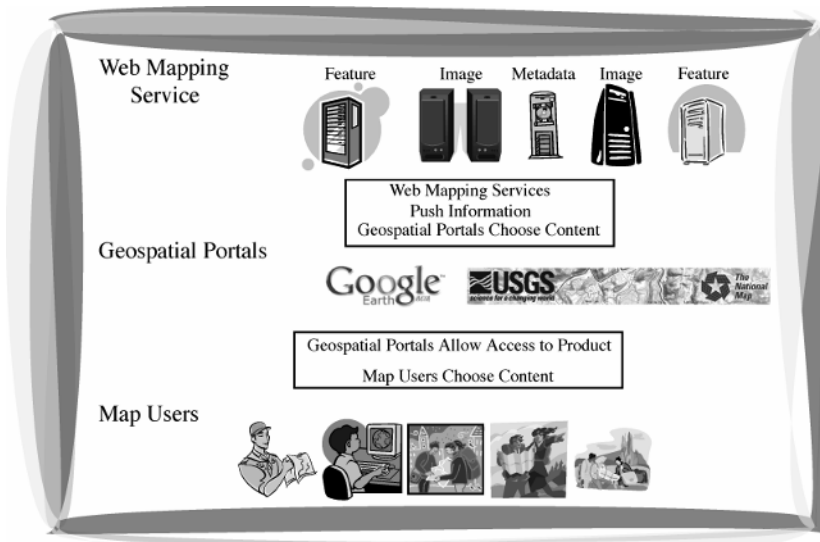 Web Mapping
Service
Feature Image Metadata Image Feature
Web Mapping Services
Push Information
Geospatial Portals Choose Content
Geospatial Portals
Google™
Earth
USGS
science for a changing world
The
National
Map
Geospatial Portals Allow Access to Product
Map Users Choose Content
Map Users